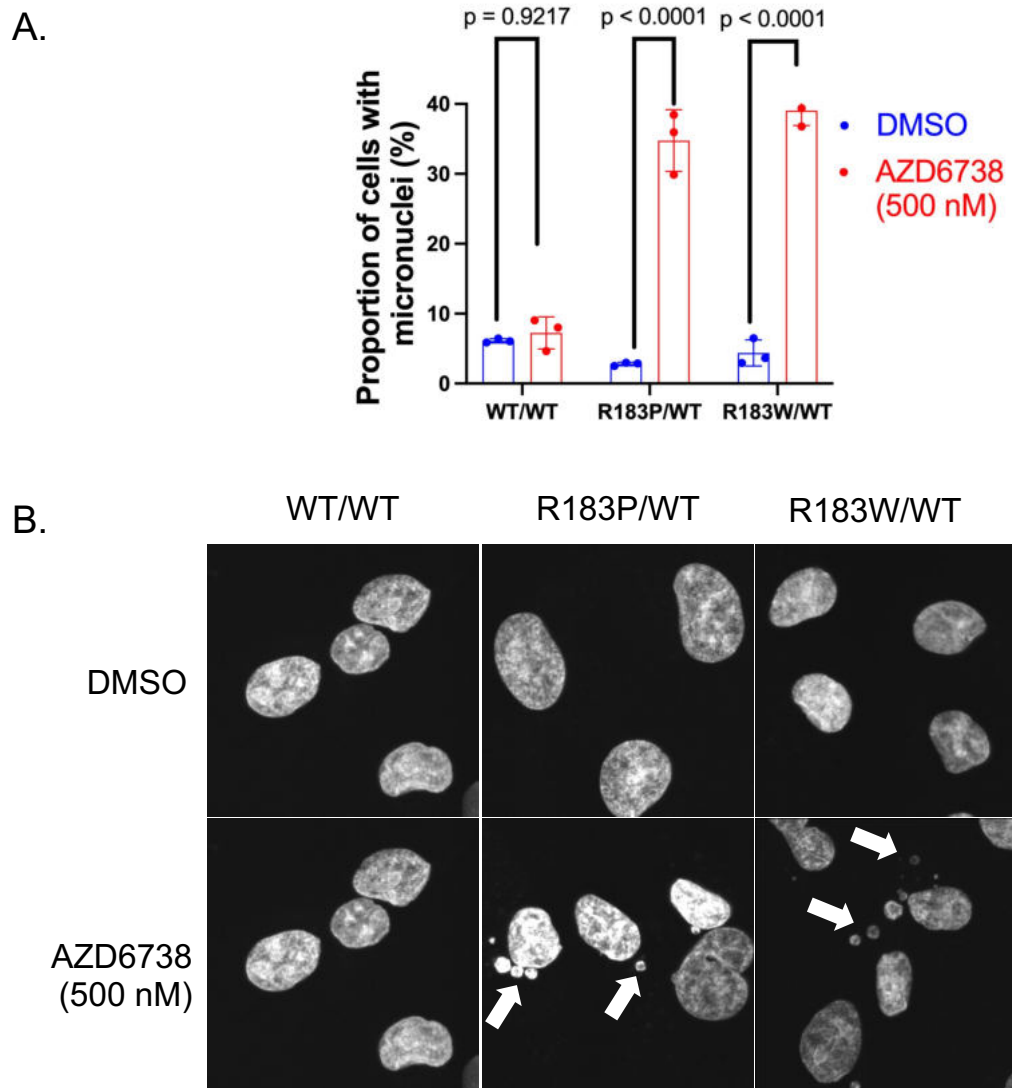 A.
p = 0.9217 p < 0.0001 p < 0.0001
Proportion of cells with
micronuclei (%)
40
30
20
10
0
DMSO
AZD6738
(500 nM)
WT/WT R183P/WT R183W/WT
B.
WT/WT R183P/WT R183W/WT
DMSO
AZD6738
(500 nM)